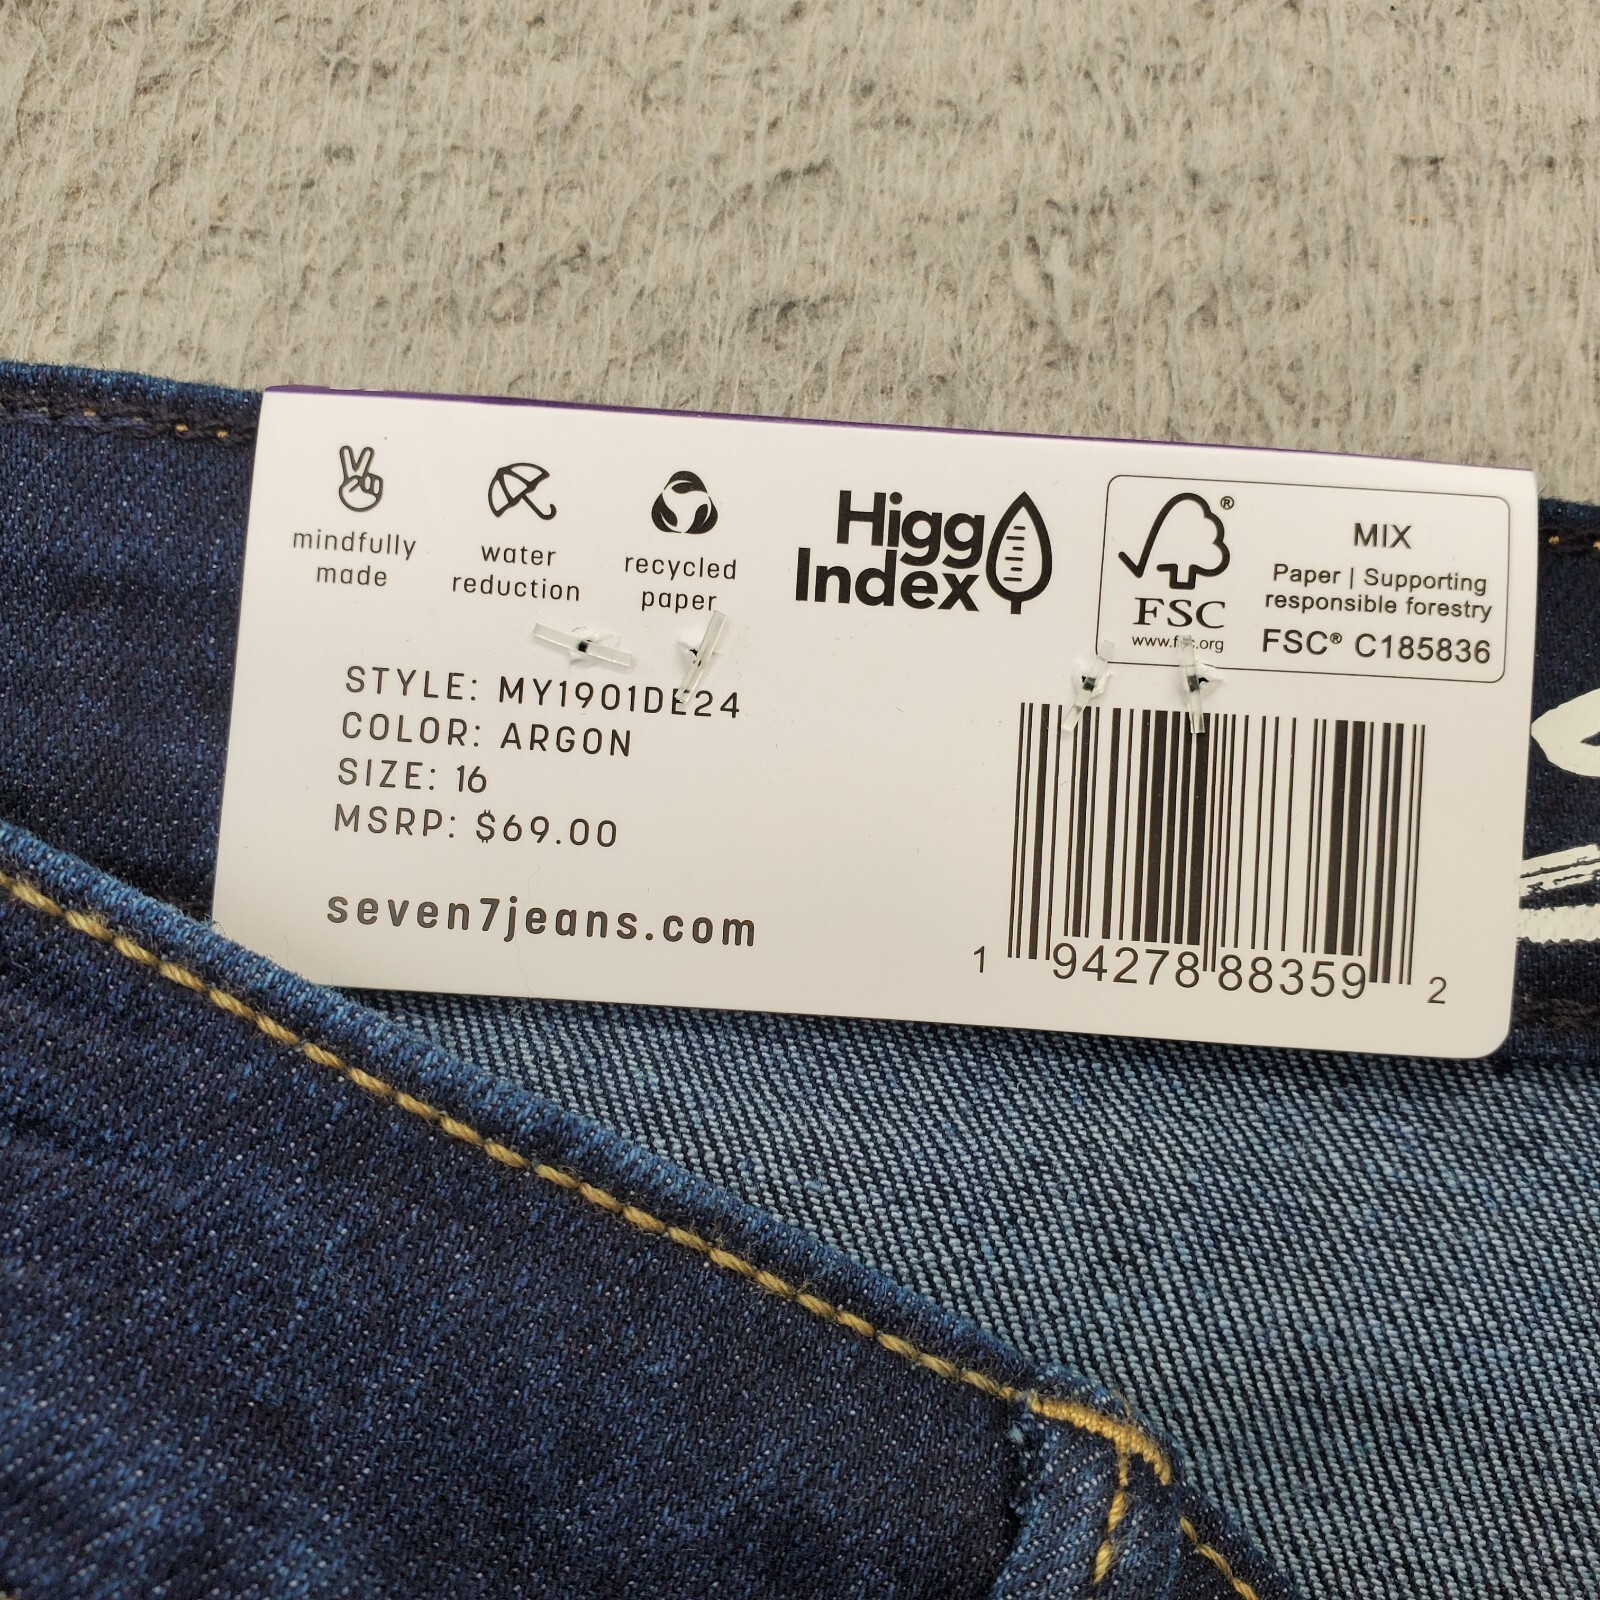 mindfully
made
water
reduction
recycled
paper
Higg
Index
®
FSC
www.fsc.org
MIX
Paper | Supporting
responsible forestry
FSC® C185836
STYLE: MY1901DE24
COLOR: ARGON
SIZE: 16
MSRP: $69.00
seven7jeans.com
1 94278 88359 2